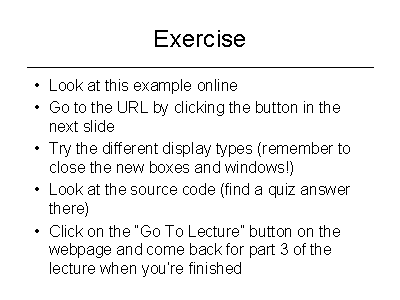 Exercise
• Look at this example online
• Go to the URL by clicking the button in the
next slide
• Try the different display types (remember to
close the new boxes and windows!)
• Look at the source code (find a quiz answer
there)
• Click on the “Go To Lecture” button on the
webpage and come back for part 3 of the
lecture when you’re finished